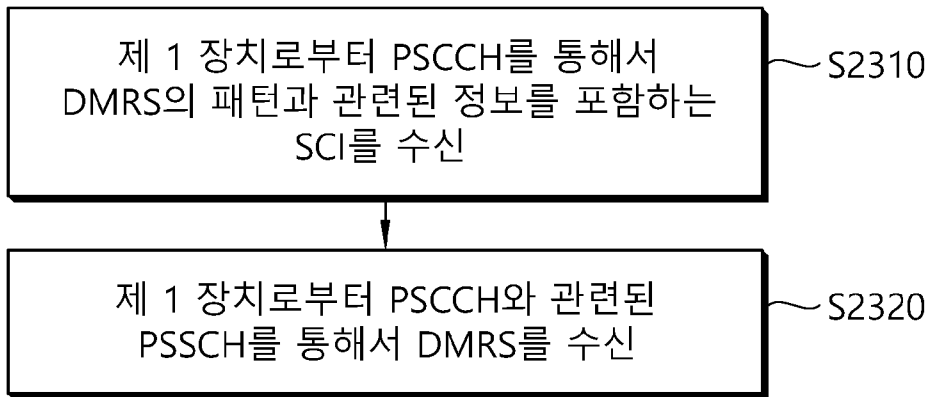 제 1 장치로부터 PSCCH를 통해서
DMRS의 패턴과 관련된 정보를 포함하는
SCI를 수신
S2310
제 1 장치로부터 PSCCH와 관련된
PSSCH를 통해서 DMRS를 수신
S2320